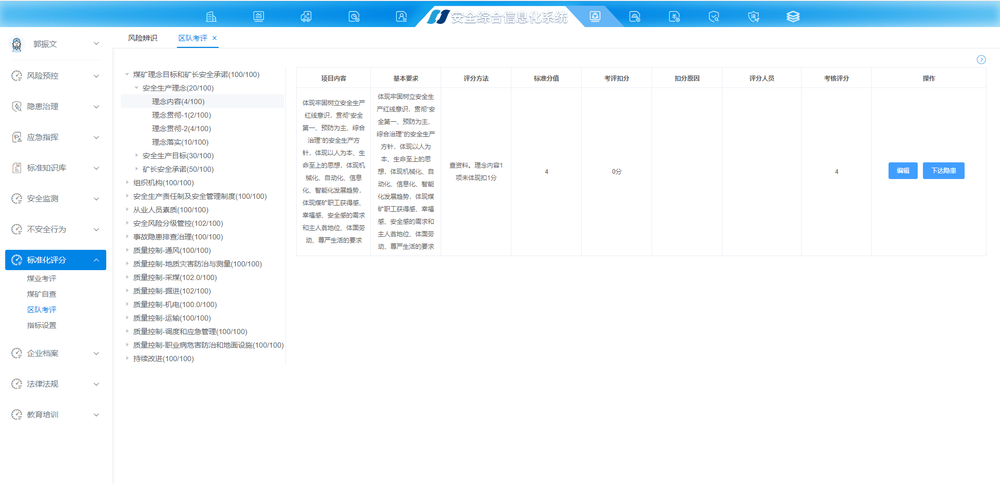 安全综合信息化系统
郭振文
风险预控
隐患治理
应急指挥
标准知识库
安全监测
不安全行为
标准化评分
煤业考评
煤矿自查
区队考评
指标设置
企业档案
法律法规
教育培训
风险辨识
区队考评
煤矿理念目标和矿长安全承诺(100/100)
安全生产理念(20/100)
理念内容(4/100)
理念贯彻-1(2/100)
理念贯彻-2(4/100)
理念落实(10/100)
安全生产目标(30/100)
矿长安全承诺(50/100)
组织机构(100/100)
安全生产责任制及安全管理制度(100/100)
从业人员素质(100/100)
安全风险分级管控(102/100)
事故隐患排查治理(100/100)
质量控制-通风(100/100)
质量控制-地质灾害防治与测量(100/100)
质量控制-采煤(102.0/100)
质量控制-掘进(102/100)
质量控制-机电(100.0/100)
质量控制-运输(100/100)
质量控制-调度和应急管理(100/100)
质量控制-职业病危害防治和地面设施(100/100)
持续改进(100/100)
项目内容
基本要求
评分方法
标准分值
考评扣分
扣分原因
评分人员
考核评分
操作
体现牢固树立安全生产
红线意识，贯彻“安全
第一、预防为主、综合
治理”的安全生产方
针，体现以人为本、生
命至上的思想，体现机
械化、自动化、信息
化、智能化发展趋势，
体现煤矿职工获得感、
幸福感、安全感的需求
和主人翁地位、体面劳
动、尊严生活的要求
体现牢固树立安全生
产红线意识，贯彻“安
全第一、预防为主、
综合治理”的安全生产
方针，体现以人为
本、生命至上的思
想，体现机械化、自
动化、信息化、智能
化发展趋势，体现煤
矿职工获得感、幸福
感、安全感的需求和
主人翁地位、体面劳
动、尊严生活的要求
查资料。理念内容1
项未体现扣1分
4
0分
4
编辑
下达隐患